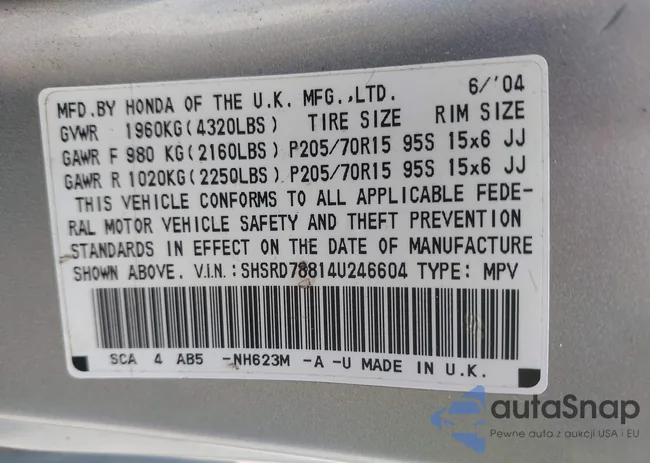 MFD.BY HONDA OF THE U.K. MFG.,LTD. 6/'04
GVWR 1960KG(4320LBS) TIRE SIZE RIM SIZE
GAWR F 980 KG(2160LBS) P205/70R15 95S 15x6 JJ
GAWR R 1020KG(2250LBS) P205/70R15 95S 15x6 JJ
THIS VEHICLE CONFORMS TO ALL APPLICABLE FEDE-
RAL MOTOR VEHICLE SAFETY AND THEFT PREVENTION
STANDARDS IN EFFECT ON THE DATE OF MANUFACTURE
SHOWN ABOVE. V.I.N.:SHSRD78814U246604 TYPE: MPV
SCA 4 AB5 -NH623M -A -U MADE IN U.K.
autaSnap
Pewne auta z aukcji USA i EU